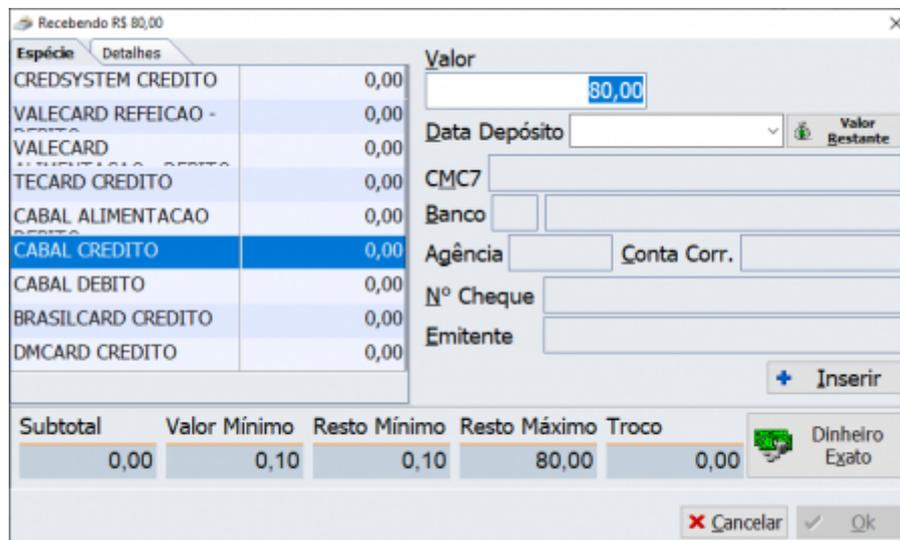 Recebendo R$ 80,00
Espécie Detalhes
CREDSYSTEM CREDITO 0,00
VALECARD REFEICAO - 0,00
VALECARD 0,00
TECARD CREDITO 0,00
CABAL ALIMENTACAO 0,00
CABAL CREDITO 0,00
CABAL DEBITO 0,00
BRASILCARD CREDITO 0,00
DMCARD CREDITO 0,00
Valor
80,00
Data Depósito Valor Restante
CMC7
Banco
Agência Conta Corr.
Nº Cheque
Emitente
Inserir
Subtotal Valor Mínimo Resto Mínimo Resto Máximo Troco
0,00 0,10 0,10 80,00 0,00
Dinheiro
Exato
Cancelar Ok